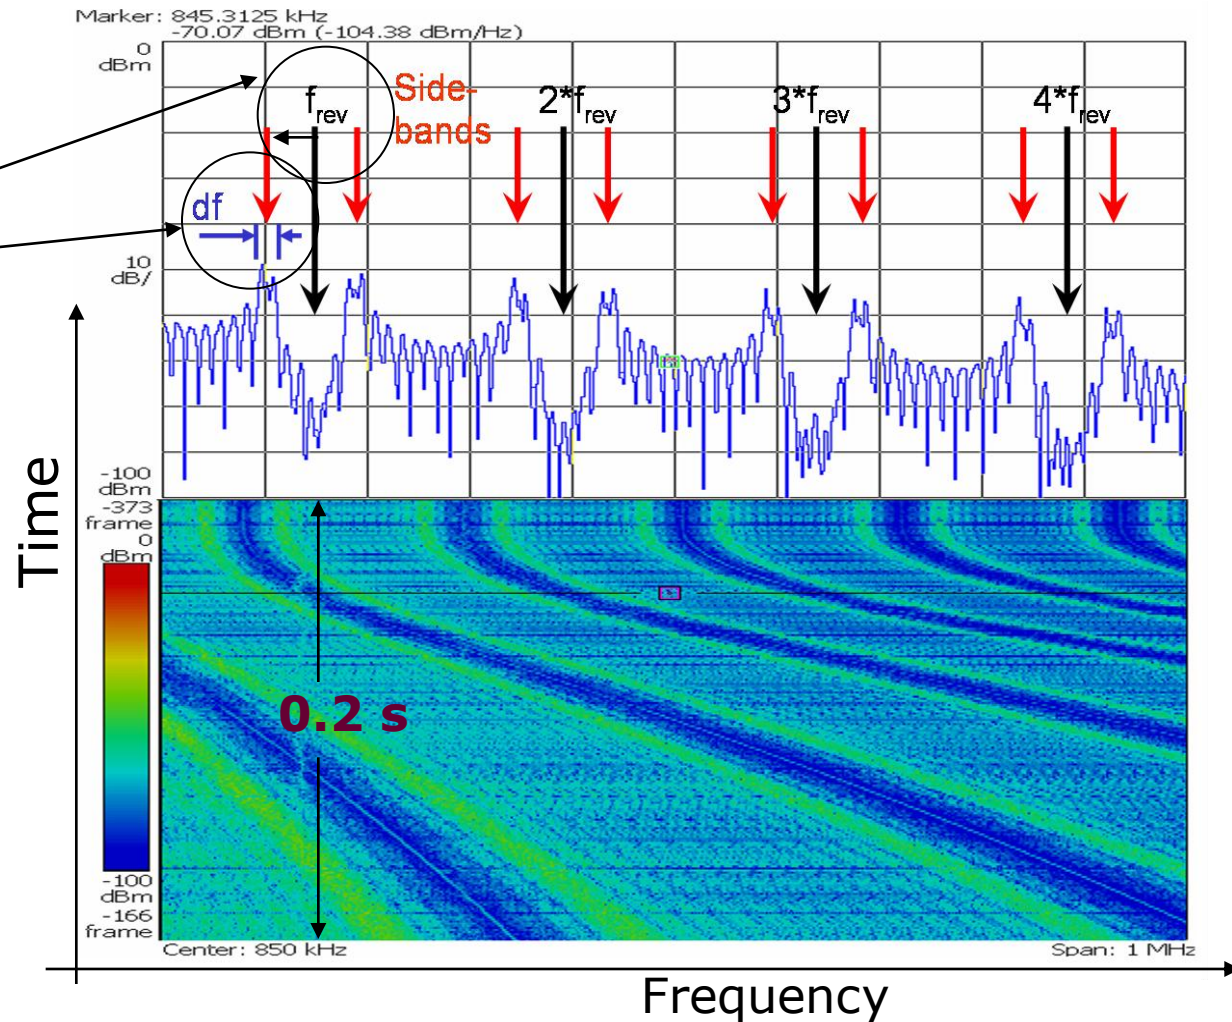 Marker: 845.3125 kHz
-70.07 dBm (-104.38 dBm/Hz)
0
dBm
f_rev
Side-
bands
2*f_rev
3*f_rev
4*f_rev
df
10
dB/
-100
dBm
-373
frame
0
dBm
Time
0.2 s
-100
dBm
-166
frame
Center: 850 kHz
Span: 1 MHz
Frequency